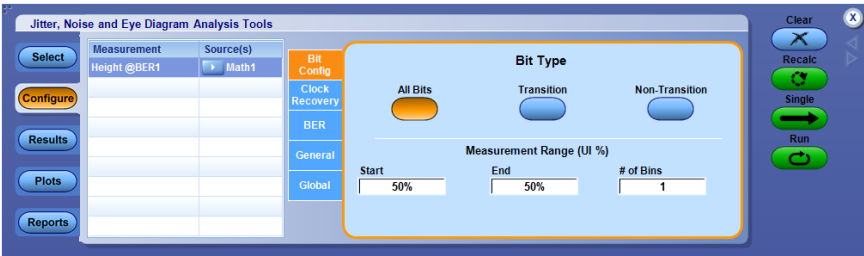 Jitter, Noise and Eye Diagram Analysis Tools
Clear
X
Select
Measurement Source(s)
Height @BER1 Math1
Bit Config
Bit Type
Recalc
Configure
Clock Recovery
All Bits Transition Non-Transition
Single
BER
Results
General
Measurement Range (UI %)
Run
Start End # of Bins
Plots
Global
50% 50% 1
Reports